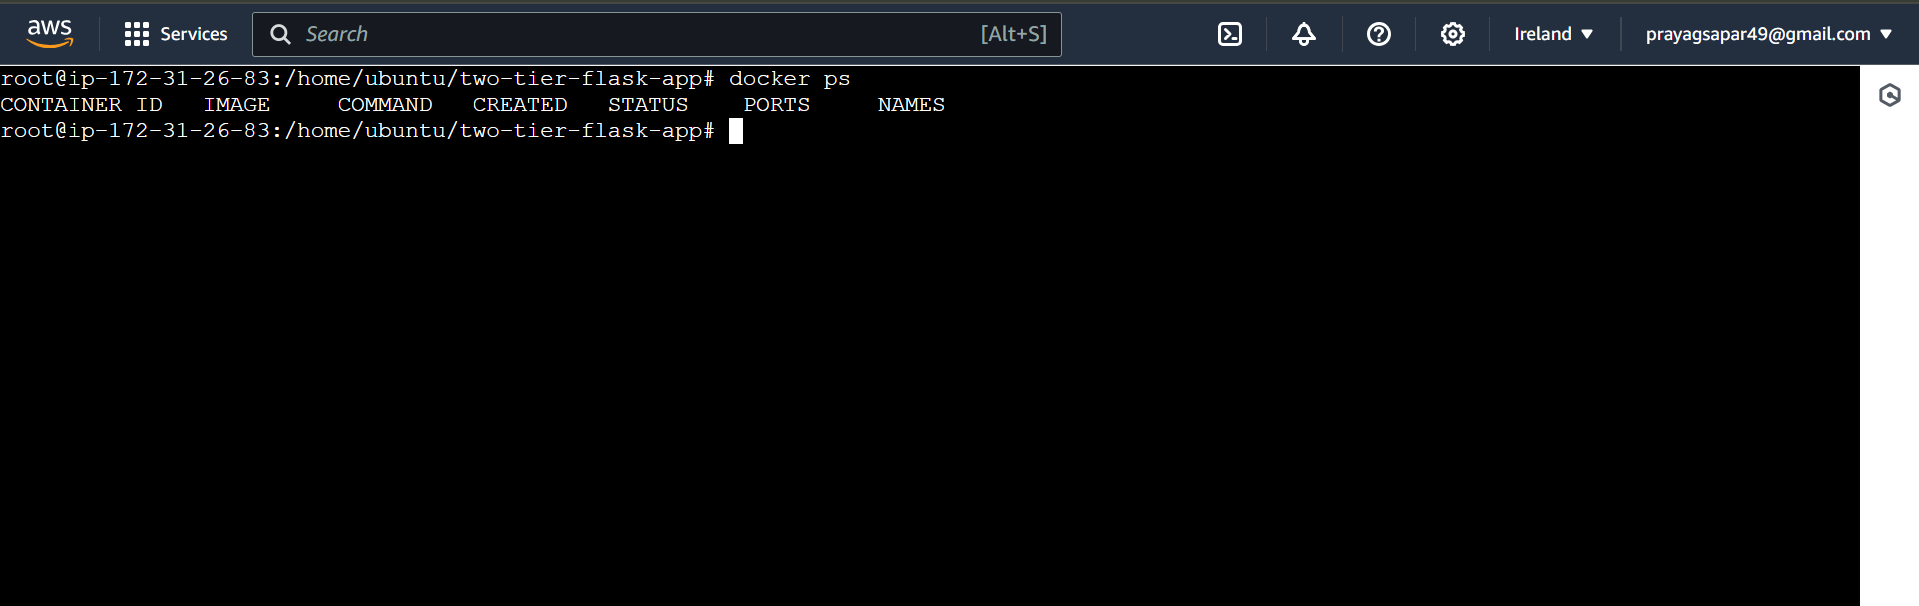 aws Services Search [Alt+S] Ireland prayagsapar49@gmail.com
root@ip-172-31-26-83:/home/ubuntu/two-tier-flask-app# docker ps
CONTAINER ID   IMAGE     COMMAND   CREATED   STATUS    PORTS     NAMES
root@ip-172-31-26-83:/home/ubuntu/two-tier-flask-app#